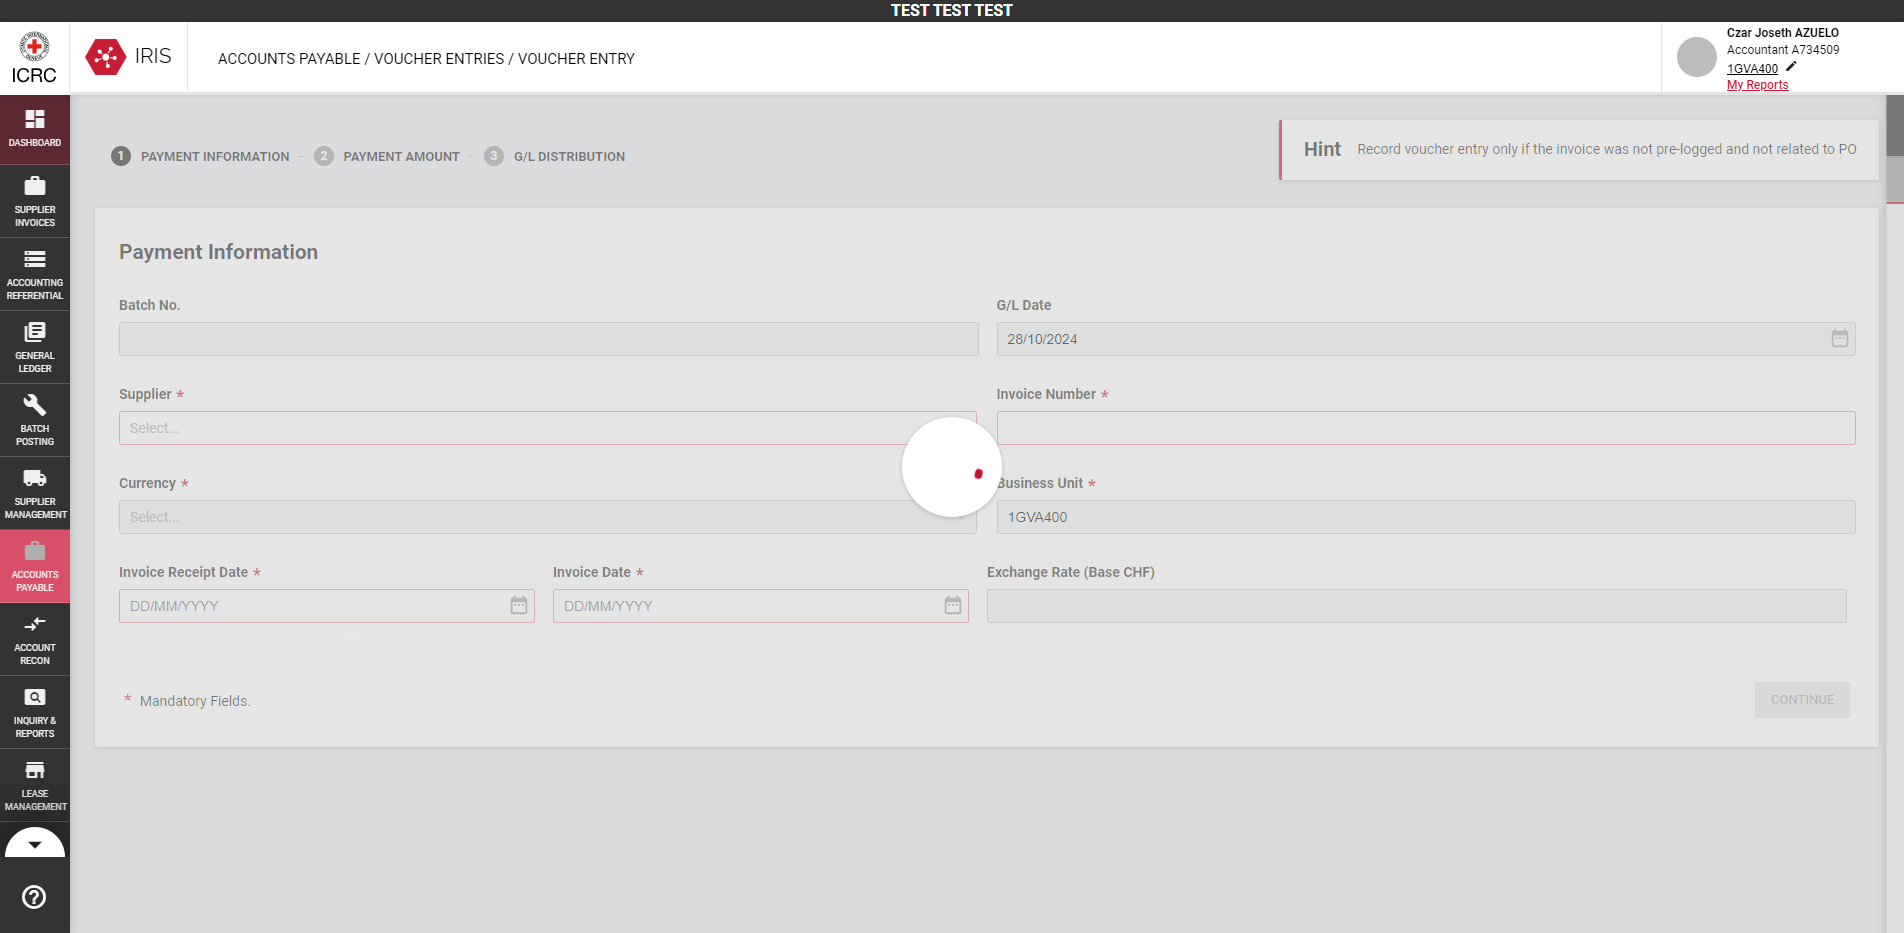 TEST TEST TEST
ICRC
IRIS
ACCOUNTS PAYABLE / VOUCHER ENTRIES / VOUCHER ENTRY
Czar Joseth AZUELO
Accountant A734509
1GVA400
My Reports
DASHBOARD
SUPPLIER
INVOICES
ACCOUNTING
REFERENTIAL
GENERAL
LEDGER
BATCH
POSTING
SUPPLIER
MANAGEMENT
ACCOUNTS
PAYABLE
ACCOUNT
RECON
INQUIRY &
REPORTS
LEASE
MANAGEMENT
1 PAYMENT INFORMATION – 2 PAYMENT AMOUNT – 3 G/L DISTRIBUTION
Hint Record voucher entry only if the invoice was not pre-logged and not related to PO
Payment Information
Batch No.
G/L Date
28/10/2024
Supplier *
Invoice Number *
Select...
Currency *
Business Unit *
Select...
1GVA400
Invoice Receipt Date *
Invoice Date *
Exchange Rate (Base CHF)
DD/MM/YYYY
DD/MM/YYYY
* Mandatory Fields.
CONTINUE